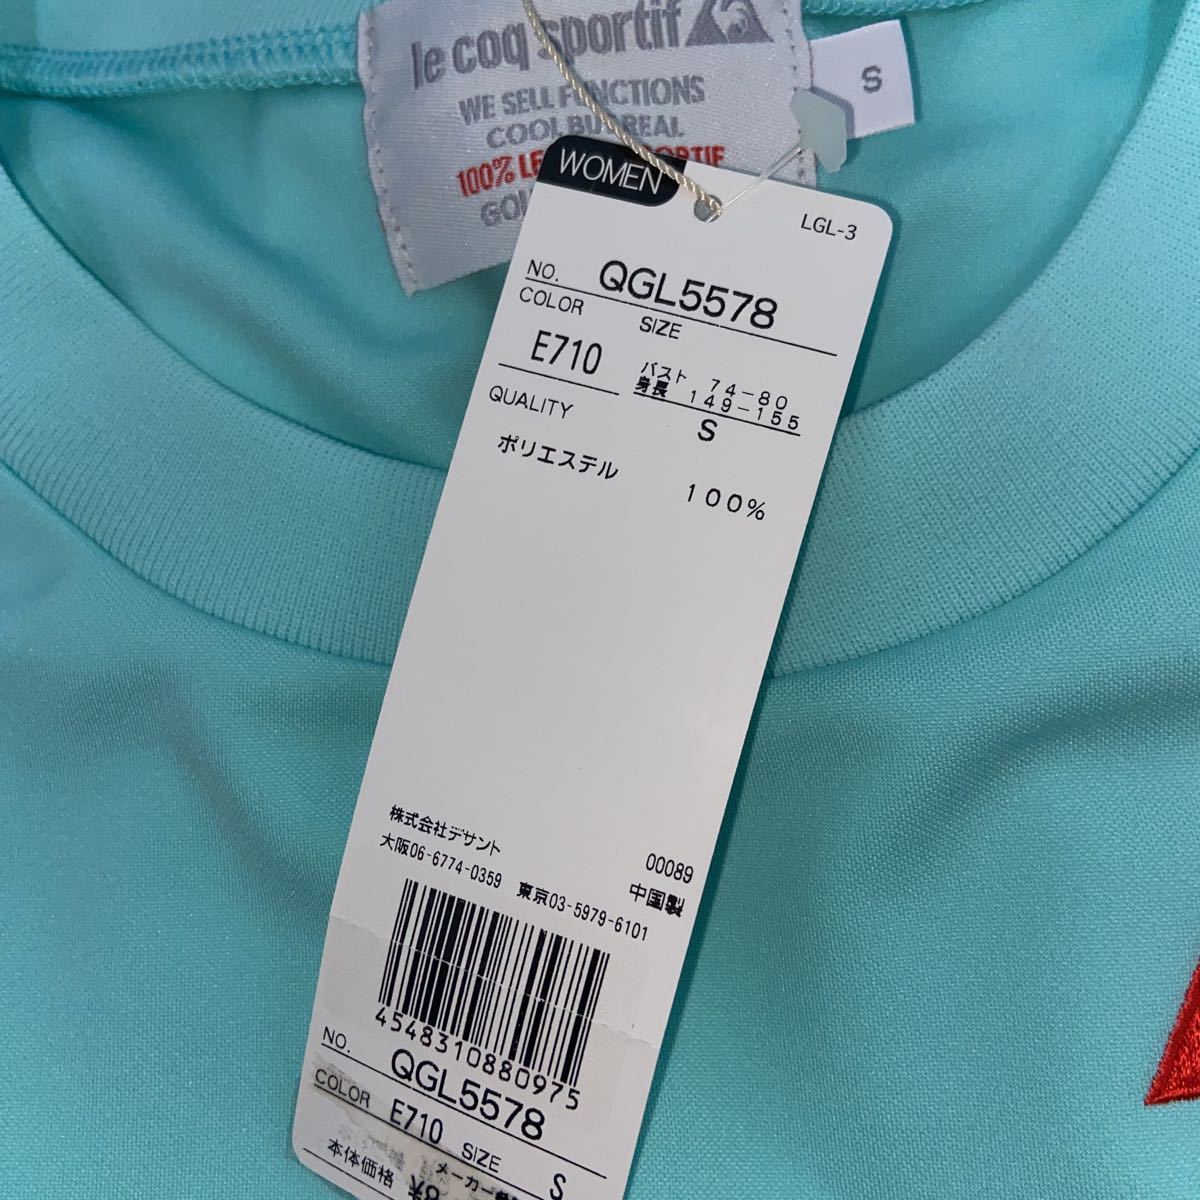 le coq sportif
S
WE SELL FUNCTIONS
COOL BUT REAL
100% LE
WOMEN
LGL-3
NO. QGL5578
COLOR SIZE
E710
バスト 74-80
身長 149-155
S
QUALITY
ポリエステル 100%
株式会社デサント 00089
大阪06-6774-0359 東京03-5979-6101 中国製
4548310880975
NO. QGL5578
COLOR E710 SIZE S
本体価格